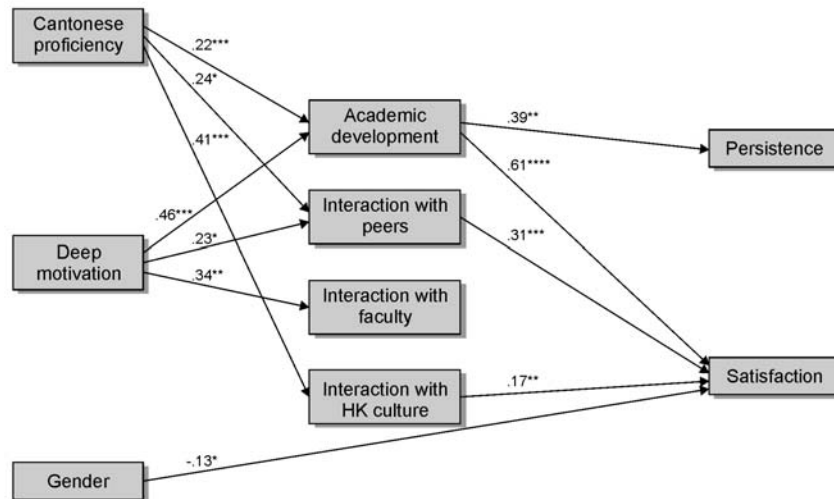 Cantonese
proficiency
.22***
.24*
.41***
Academic
development
.39**
Persistence
.61****
.46***
Interaction with
peers
.31***
Deep
motivation
.23*
.34**
Interaction with
faculty
Interaction with
HK culture
.17**
Satisfaction
Gender
-.13*